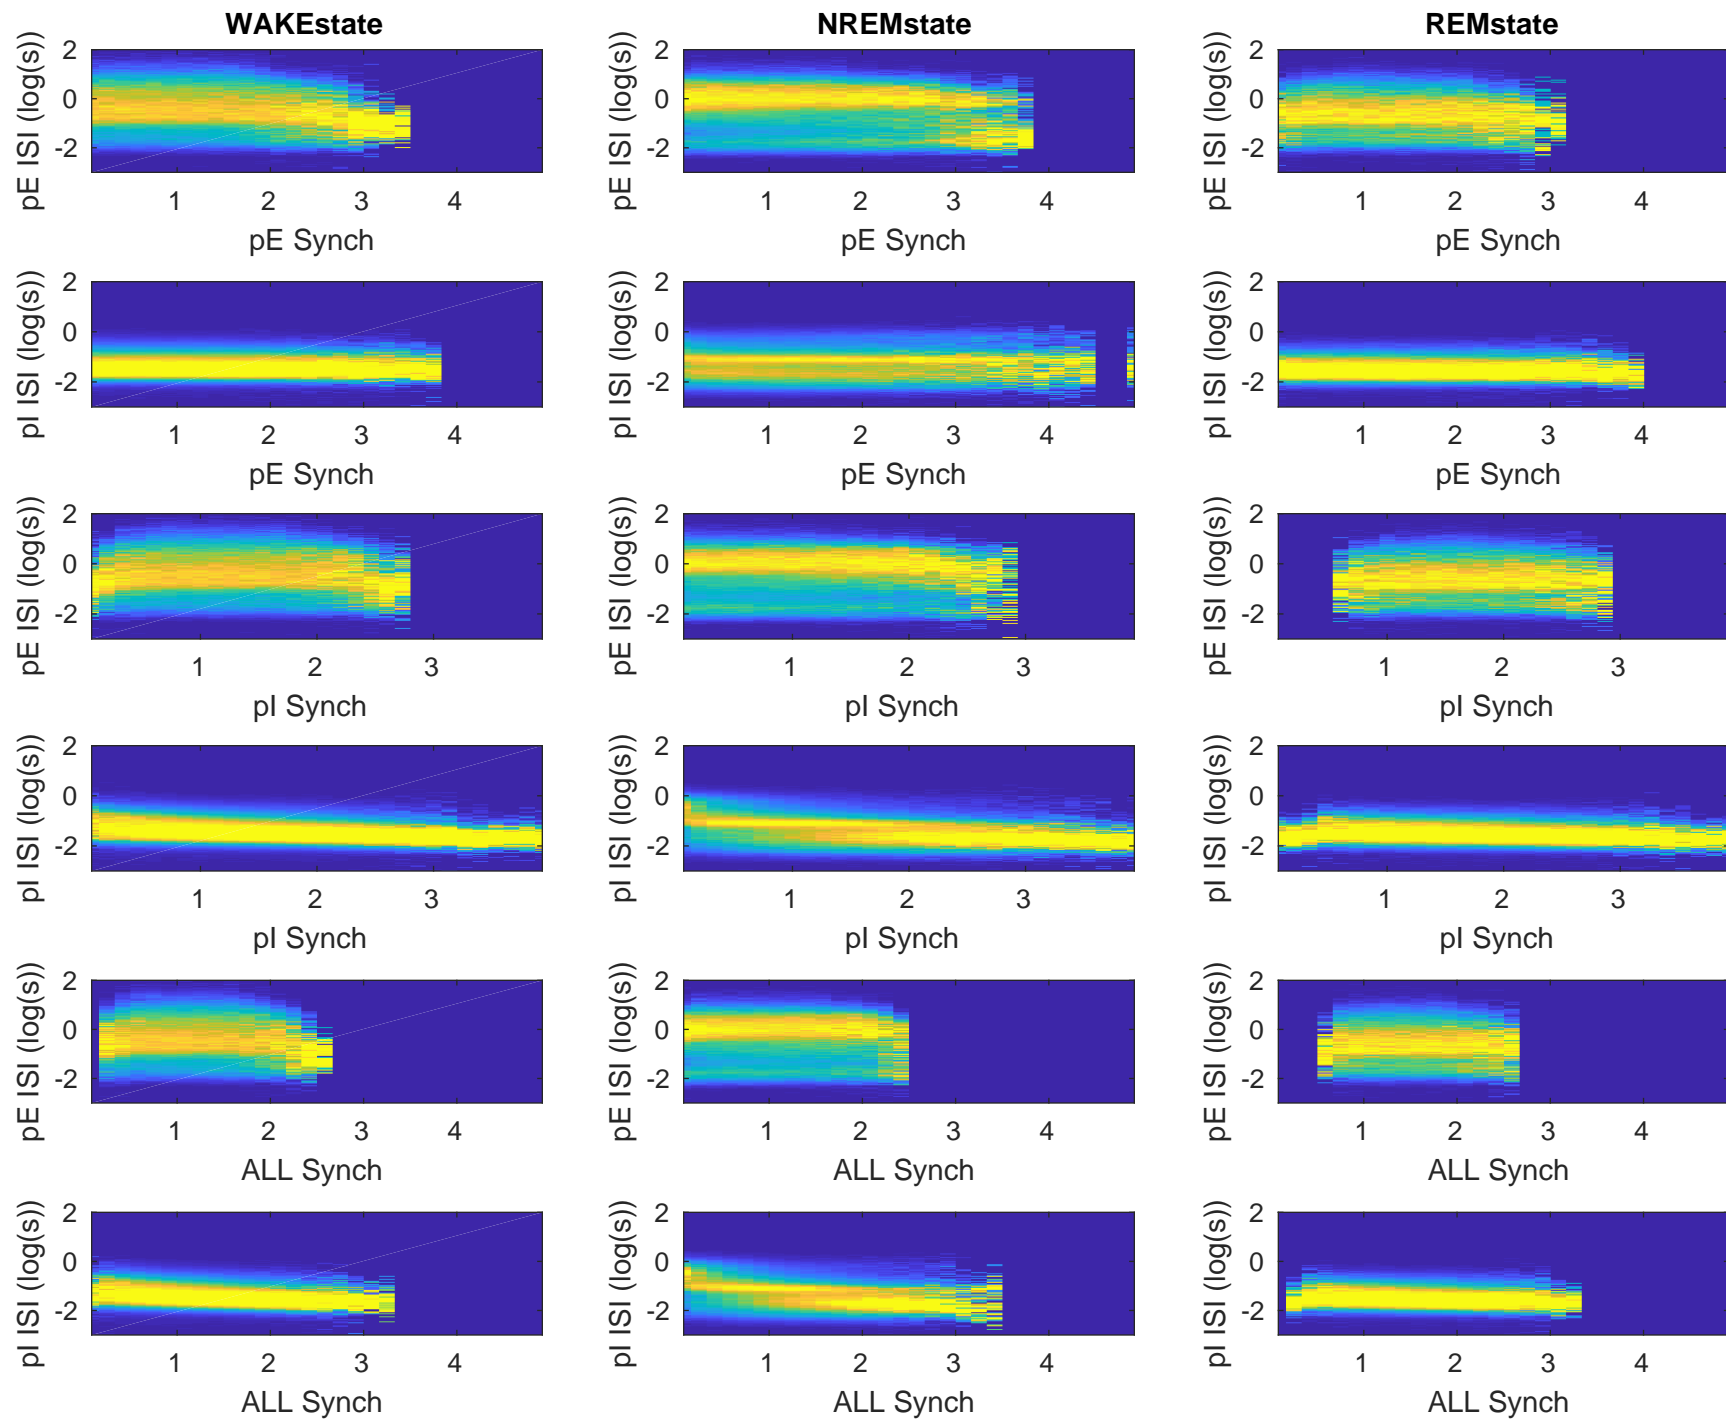 WAKEstate NREMstate REMstate
pE ISI (log(s)) 2 0 -2 pE ISI (log(s)) 2 0 -2 pE ISI (log(s)) 2 0 -2
1 2 3 4 1 2 3 4 1 2 3 4
pE Synch pE Synch pE Synch
pI ISI (log(s)) 2 0 -2 pI ISI (log(s)) 2 0 -2 pI ISI (log(s)) 2 0 -2
1 2 3 4 1 2 3 4 1 2 3 4
pE Synch pE Synch pE Synch
pE ISI (log(s)) 2 0 -2 pE ISI (log(s)) 2 0 -2 pE ISI (log(s)) 2 0 -2
1 2 3 1 2 3 1 2 3
pI Synch pI Synch pI Synch
pI ISI (log(s)) 2 0 -2 pI ISI (log(s)) 2 0 -2 pI ISI (log(s)) 2 0 -2
1 2 3 1 2 3 1 2 3
pI Synch pI Synch pI Synch
pE ISI (log(s)) 2 0 -2 pE ISI (log(s)) 2 0 -2 pE ISI (log(s)) 2 0 -2
1 2 3 4 1 2 3 4 1 2 3 4
ALL Synch ALL Synch ALL Synch
pI ISI (log(s)) 2 0 -2 pI ISI (log(s)) 2 0 -2 pI ISI (log(s)) 2 0 -2
1 2 3 4 1 2 3 4 1 2 3 4
ALL Synch ALL Synch ALL Synch